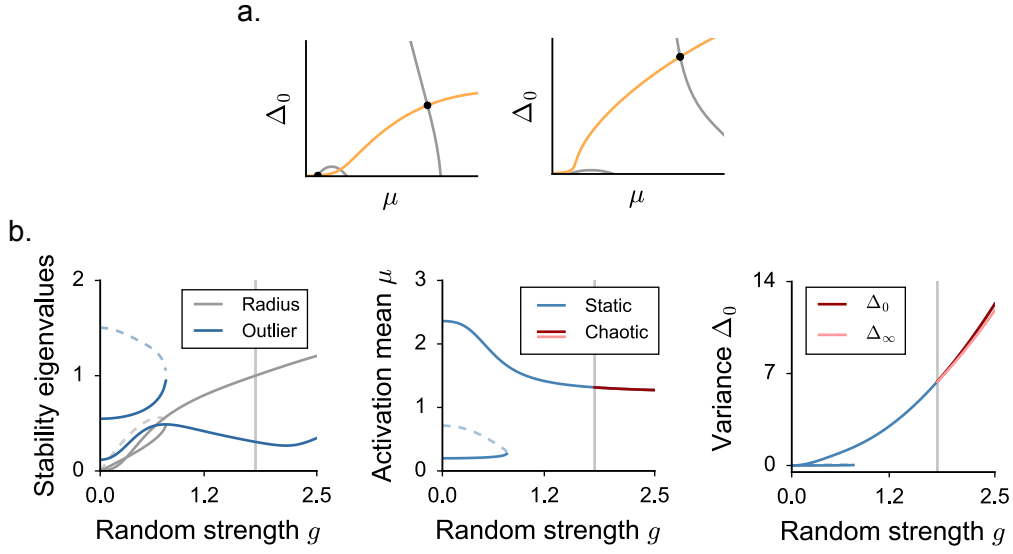 a.
Δ₀
μ
Δ₀
μ
b.
Stability eigenvalues
2
1
0
Radius
Outlier
0.0
1.2
2.5
Random strength g
Activation mean μ
3
2
1
0
Static
Chaotic
0.0
1.2
2.5
Random strength g
Variance Δ₀
14
7
0
Δ₀
Δ∞
0.0
1.2
2.5
Random strength g